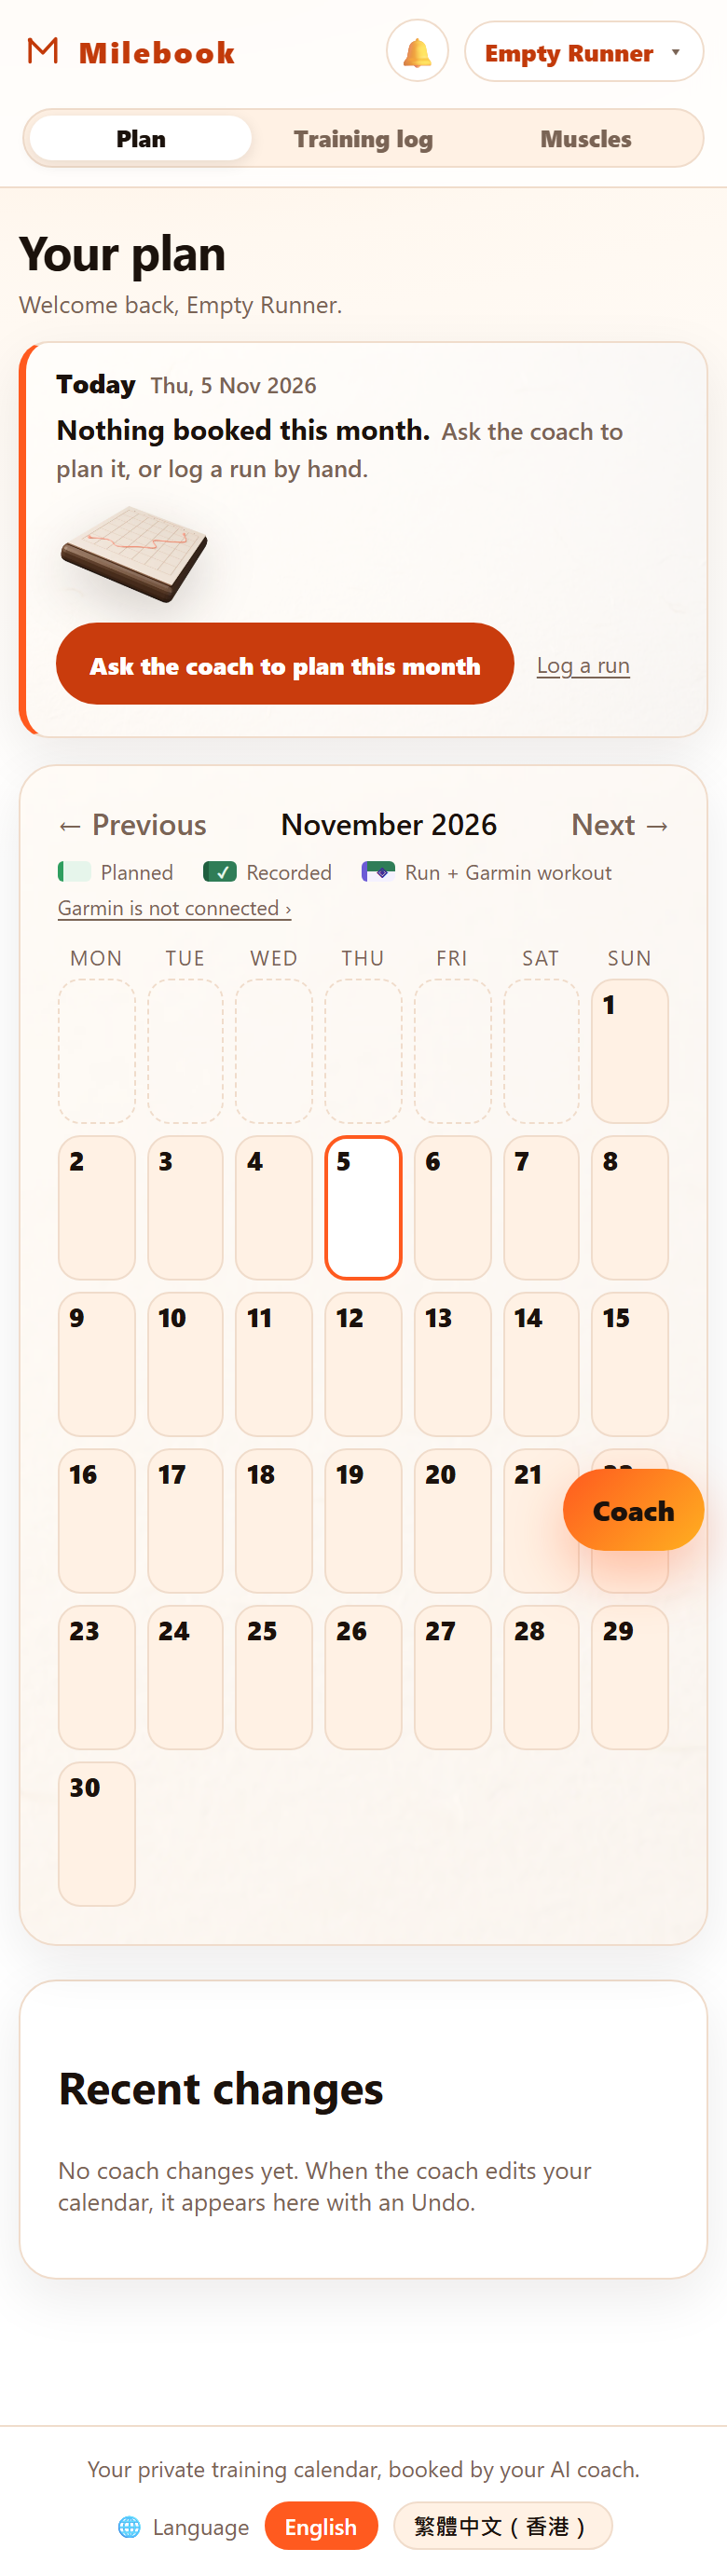 Milebook
Empty Runner
Plan
Training log
Muscles
Your plan
Welcome back, Empty Runner.
Today Thu, 5 Nov 2026
Nothing booked this month. Ask the coach to
plan it, or log a run by hand.
Ask the coach to plan this month
Log a run
← Previous
November 2026
Next →
Planned
Recorded
Run + Garmin workout
Garmin is not connected ›
MON TUE WED THU FRI SAT SUN
1
2 3 4 5 6 7 8
9 10 11 12 13 14 15
16 17 18 19 20 21
Coach
23 24 25 26 27 28 29
30
Recent changes
No coach changes yet. When the coach edits your
calendar, it appears here with an Undo.
Your private training calendar, booked by your AI coach.
Language
English
繁體中文（香港）